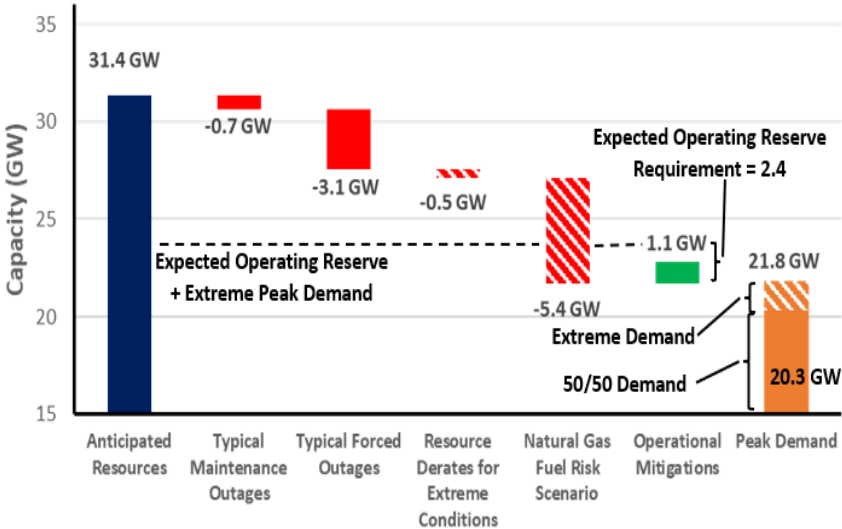 35
31.4 GW
30
-0.7 GW
-3.1 GW
-0.5 GW
Expected Operating Reserve
Requirement = 2.4
Capacity (GW)
25
1.1 GW
21.8 GW
Expected Operating Reserve
+ Extreme Peak Demand
-5.4 GW
20
Extreme Demand
50/50 Demand
20.3 GW
15
Anticipated
Resources
Typical
Maintenance
Outages
Typical Forced
Outages
Resource
Derates for
Extreme
Conditions
Natural Gas
Fuel Risk
Scenario
Operational
Mitigations
Peak Demand